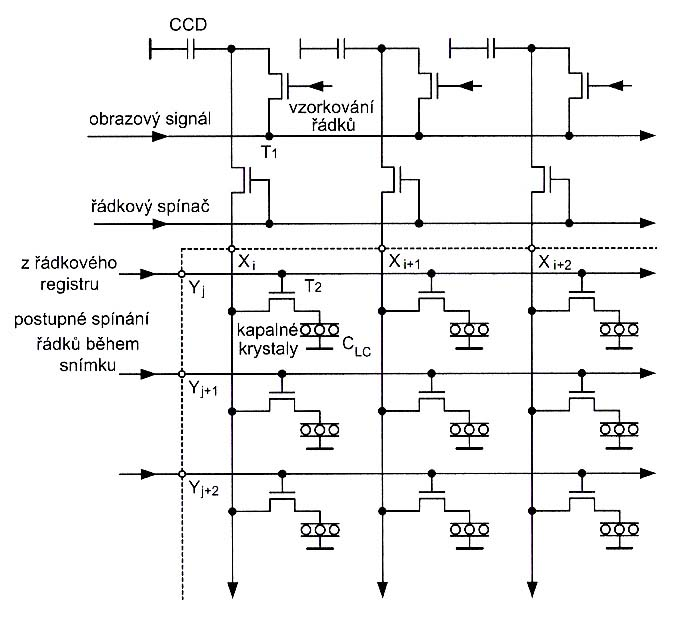 CCD
obrazový signál
vzorkování
řádků
T1
řádkový spínač
z řádkového
registru
Xi
Xi+1
Xi+2
Yj
T2
postupné spínání
řádků během
snímku
kapalné
krystaly
CLC
Yj+1
Yj+2